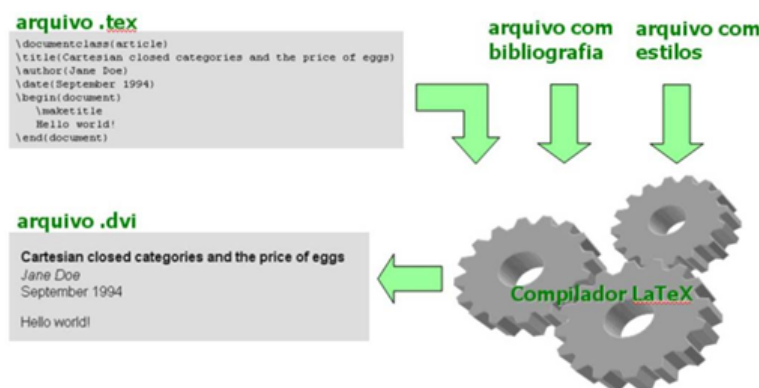 arquivo .tex
\documentclass(article)
\title(Cartesian closed categories and the price of eggs)
\author(Jane Doe)
\date(September 1994)
\begin(document)
\maketitle
Hello world!
\end(document)
arquivo com
bibliografia
arquivo com
estilos
arquivo .dvi
Cartesian closed categories and the price of eggs
Jane Doe
September 1994
Hello world!
Compilador LaTeX